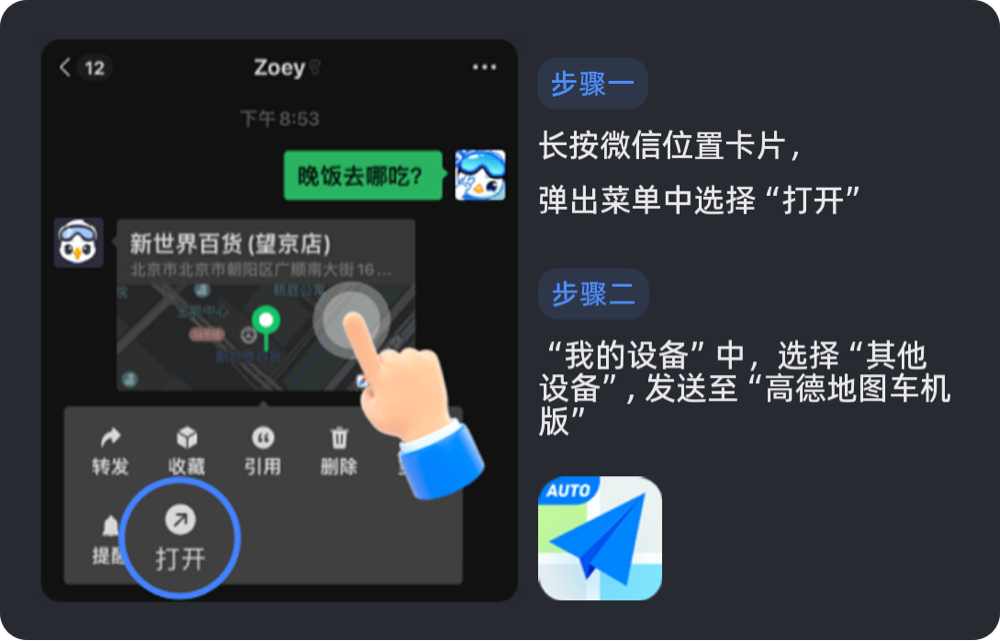 12
Zoey
下午 8:53
晚饭去哪吃?
新世界百货 (望京店)
北京市北京市朝阳区广顺南大街16...
转发
收藏
引用
删除
提醒
打开
步骤一
长按微信位置卡片，
弹出菜单中选择“打开”
步骤二
“我的设备”中，选择“其他
设备”, 发送至“高德地图车机
版”
AUTO